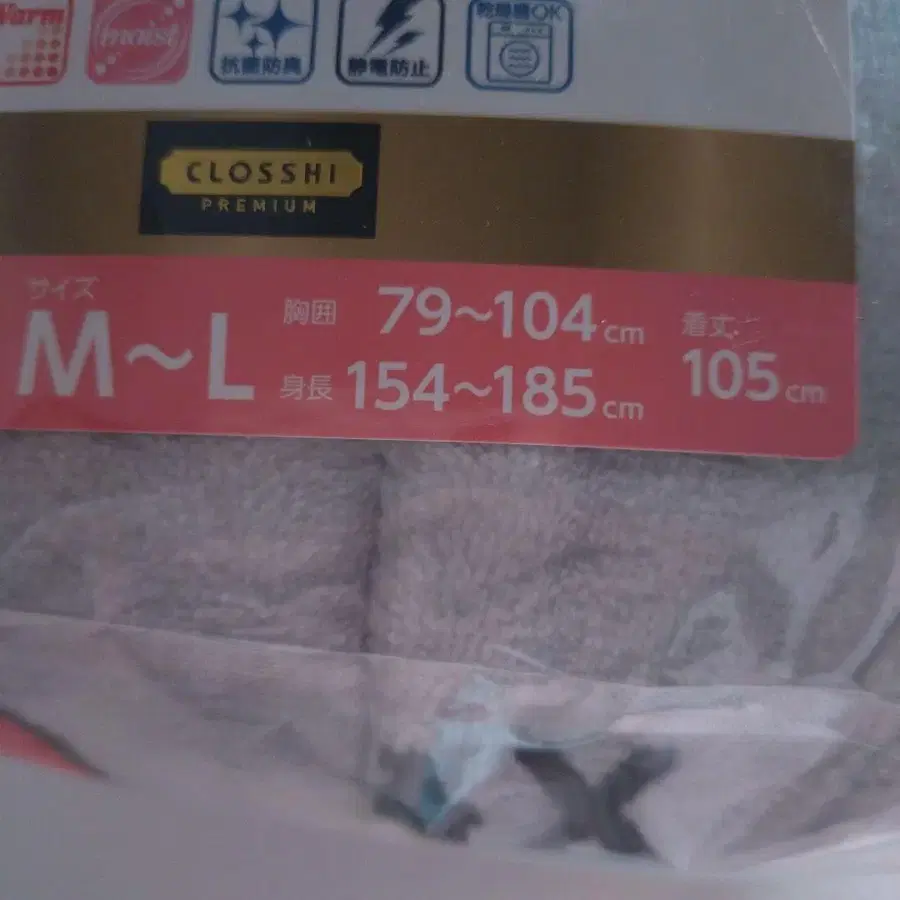 Warm
moist
抗菌防臭
静電防止
乾燥機OK
CLOSSHI
PREMIUM
サイズ
M～L
胸囲 79～104cm
身長 154～185cm
着丈
105cm